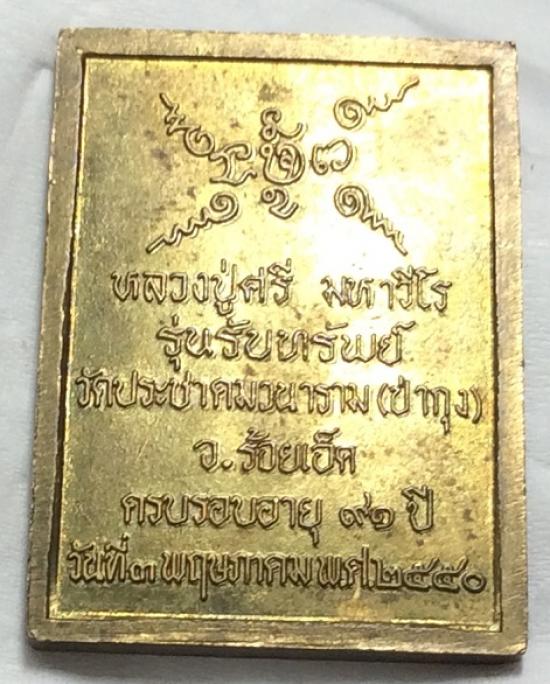 หลวงปู่ศรี มหาวีโร
รุ่นรับทรัพย์
วัดประชาคมวนาราม(ป่ากุง)
จ.ร้อยเอ็ด
ครบรอบอายุ ๙๑ ปี
วันที่๓ พฤษภาคม พ.ศ.๒๕๕๐